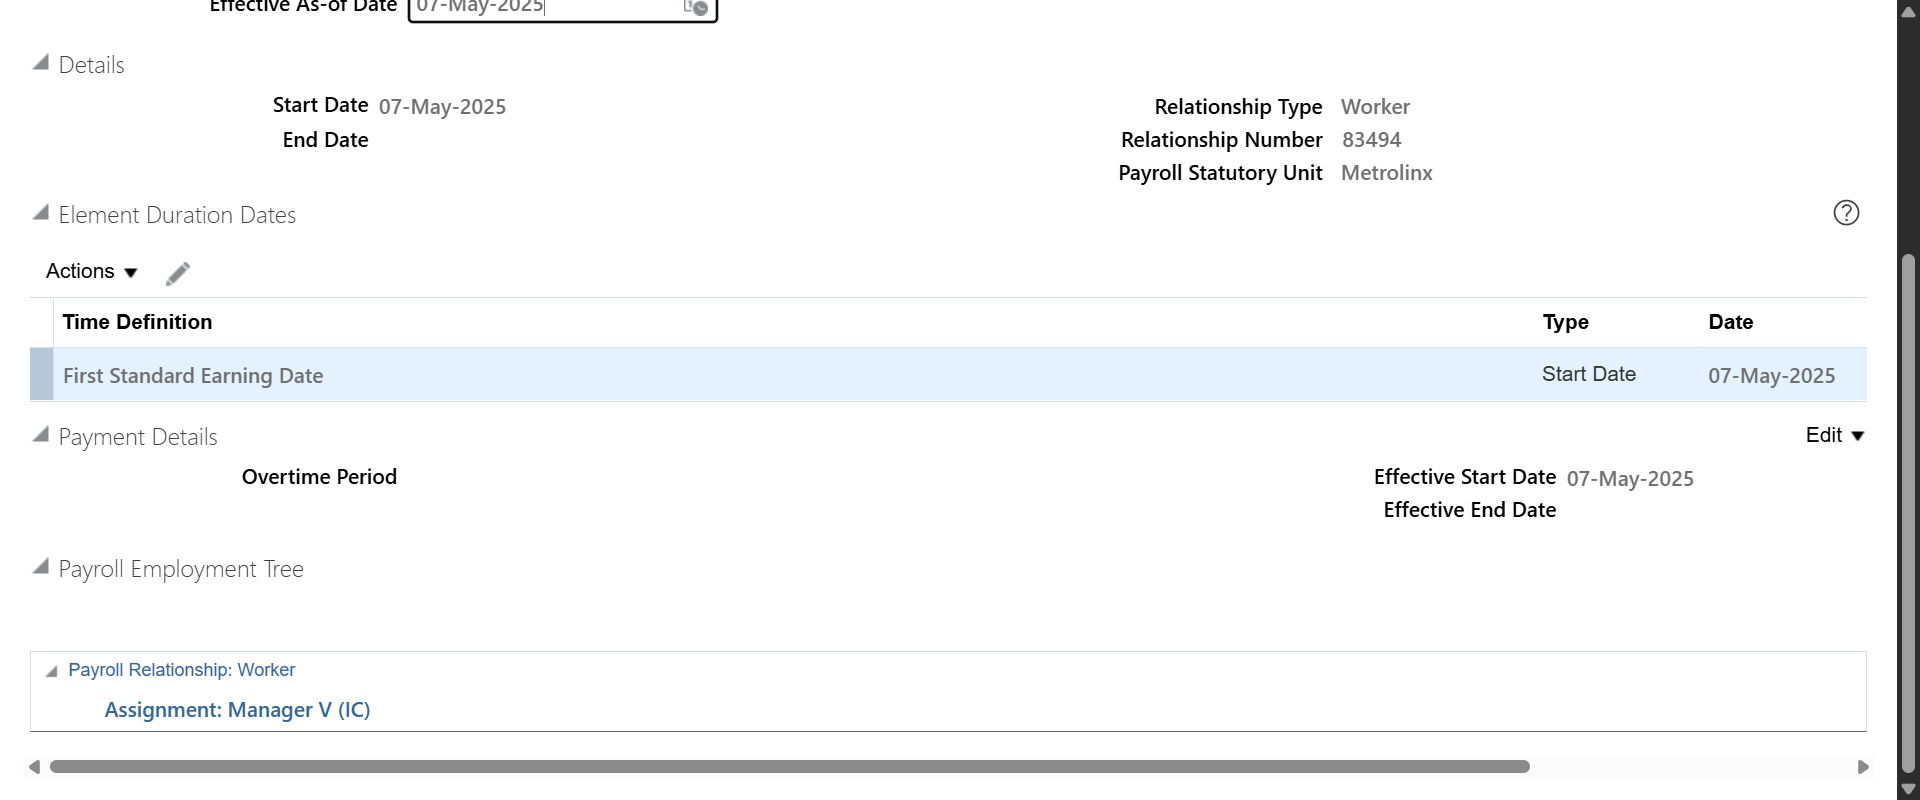 Effective As-of Date 07-May-2025
Details
Start Date 07-May-2025
End Date
Relationship Type Worker
Relationship Number 83494
Payroll Statutory Unit Metrolinx
Element Duration Dates
Actions
Time Definition Type Date
First Standard Earning Date Start Date 07-May-2025
Payment Details Edit
Overtime Period
Effective Start Date 07-May-2025
Effective End Date
Payroll Employment Tree
Payroll Relationship: Worker
Assignment: Manager V (IC)